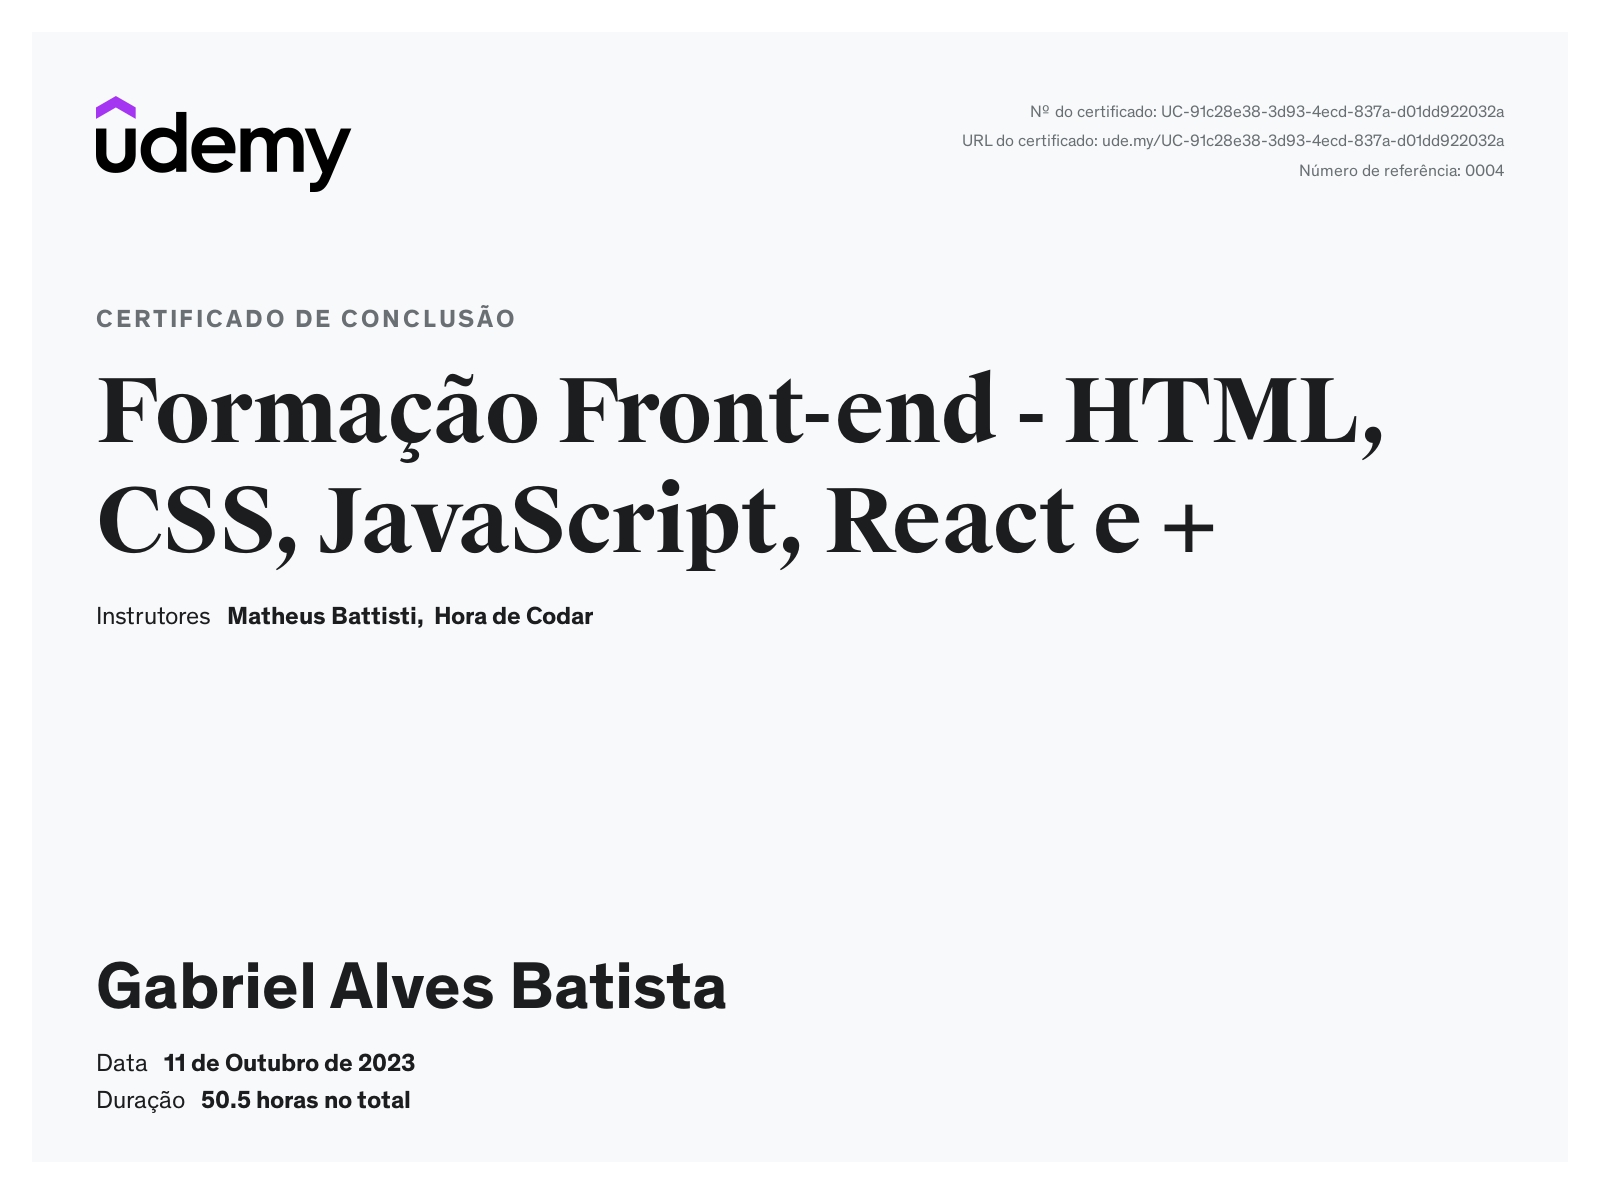 udemy
Nº do certificado: UC-91c28e38-3d93-4ecd-837a-d01dd922032a
URL do certificado: ude.my/UC-91c28e38-3d93-4ecd-837a-d01dd922032a
Número de referência: 0004
CERTIFICADO DE CONCLUSÃO
Formação Front-end - HTML,
CSS, JavaScript, React e +
Instrutores Matheus Battisti, Hora de Codar
Gabriel Alves Batista
Data 11 de Outubro de 2023
Duração 50.5 horas no total